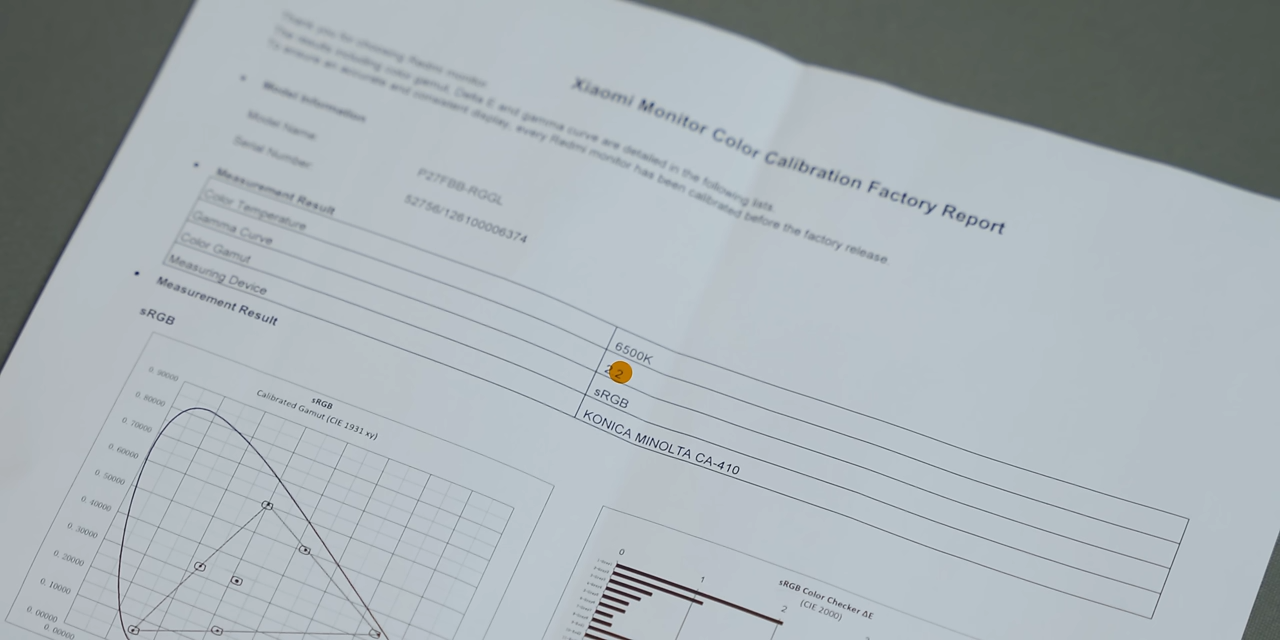 Xiaomi Monitor Color Calibration Factory Report
Thank you for choosing Redmi monitor
The results including color gamut, Delta E and gamma curve are detailed in the following lists.
To ensure an accurate and consistent display, every Redmi monitor has been calibrated before the factory release.
• Model Information
Model Name: P27FBB-RGGL
Serial Number: 52756/126100006374
• Measurement Result
Color Temperature 6500K
Gamma Curve 2.2
Color Gamut sRGB
Measuring Device KONICA MINOLTA CA-410
• Measurement Result
sRGB
sRGB
Calibrated Gamut (CIE 1931 xy)
0.90000
0.80000
0.70000
0.60000
0.50000
0.40000
0.30000
0.20000
0.10000
0.00000
0.00000
sRGB Color Checker ΔE
(CIE 2000)
0 1 2